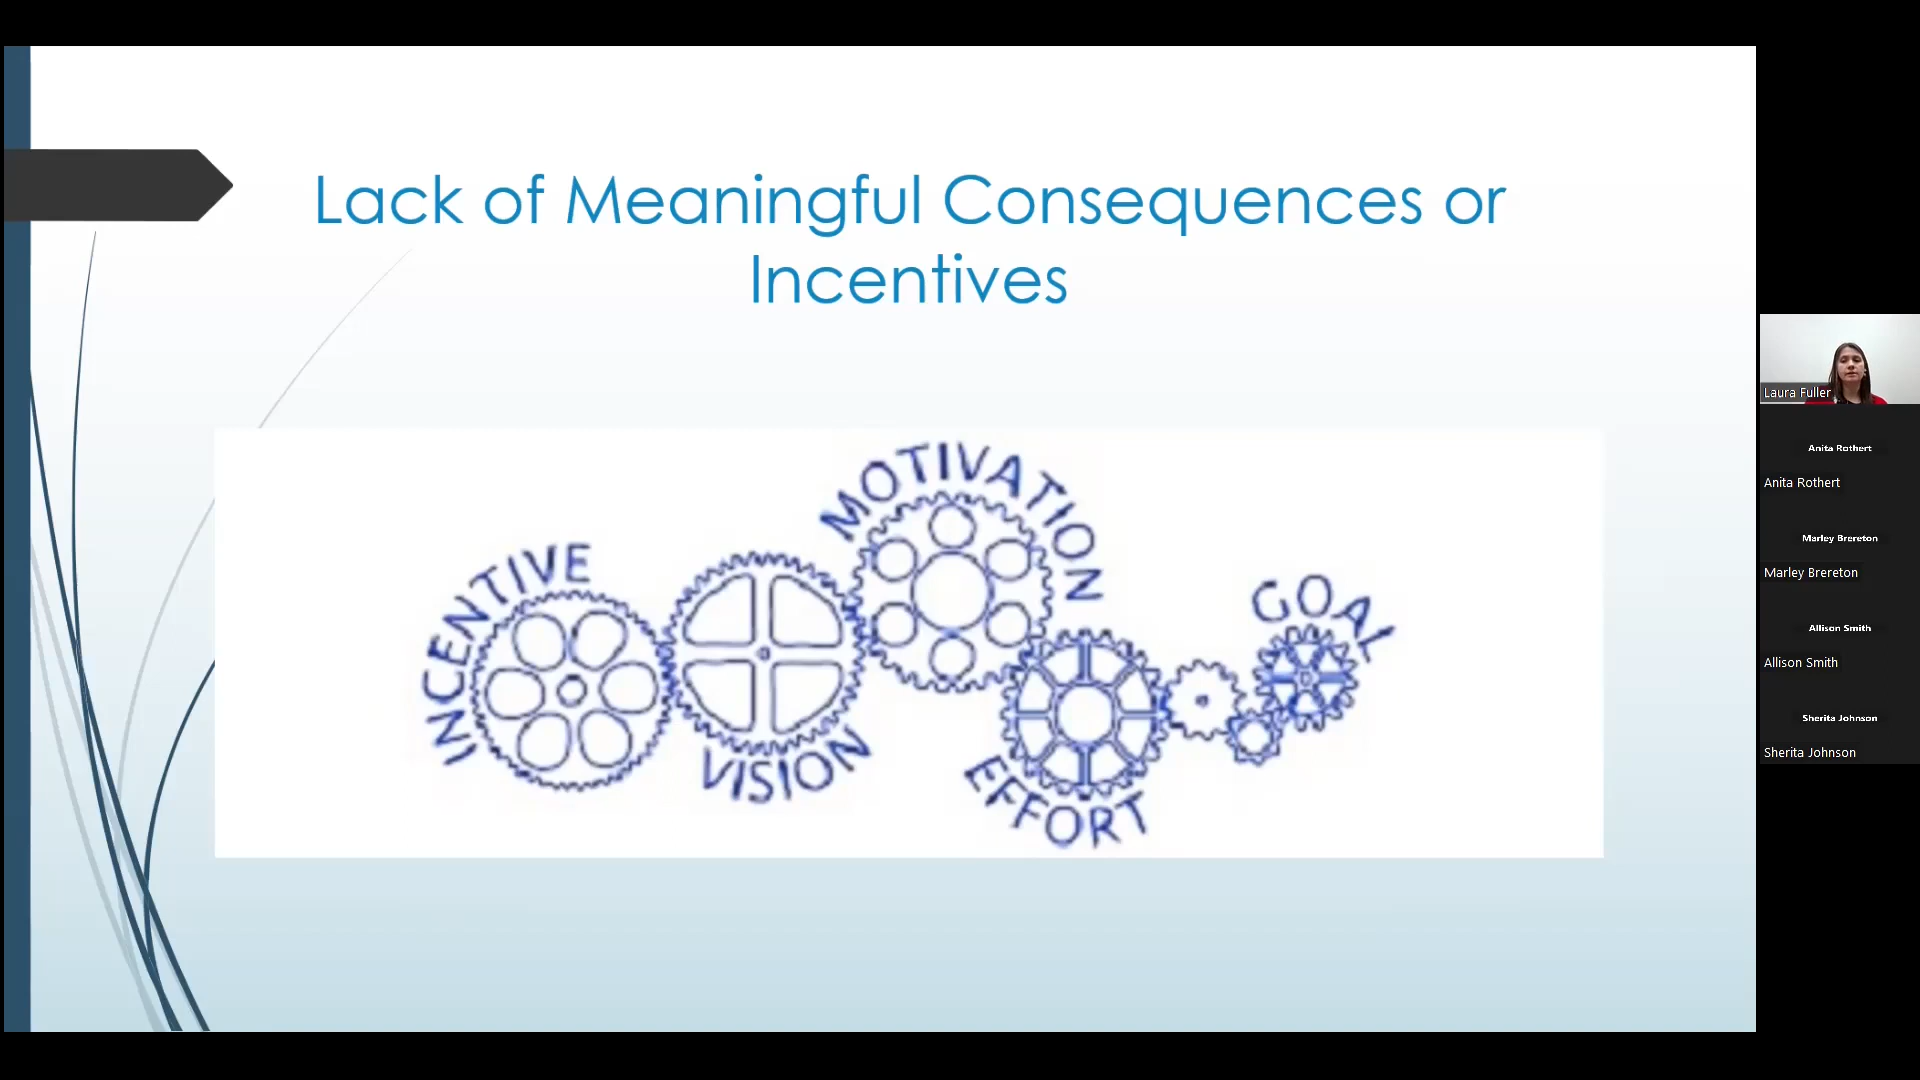 Lack of Meaningful Consequences or
Incentives
INCENTIVE
VISION
MOTIVATION
EFFORT
GOAL
Laura Fuller
Anita Rothert
Anita Rothert
Marley Brereton
Marley Brereton
Allison Smith
Allison Smith
Sherita Johnson
Sherita Johnson